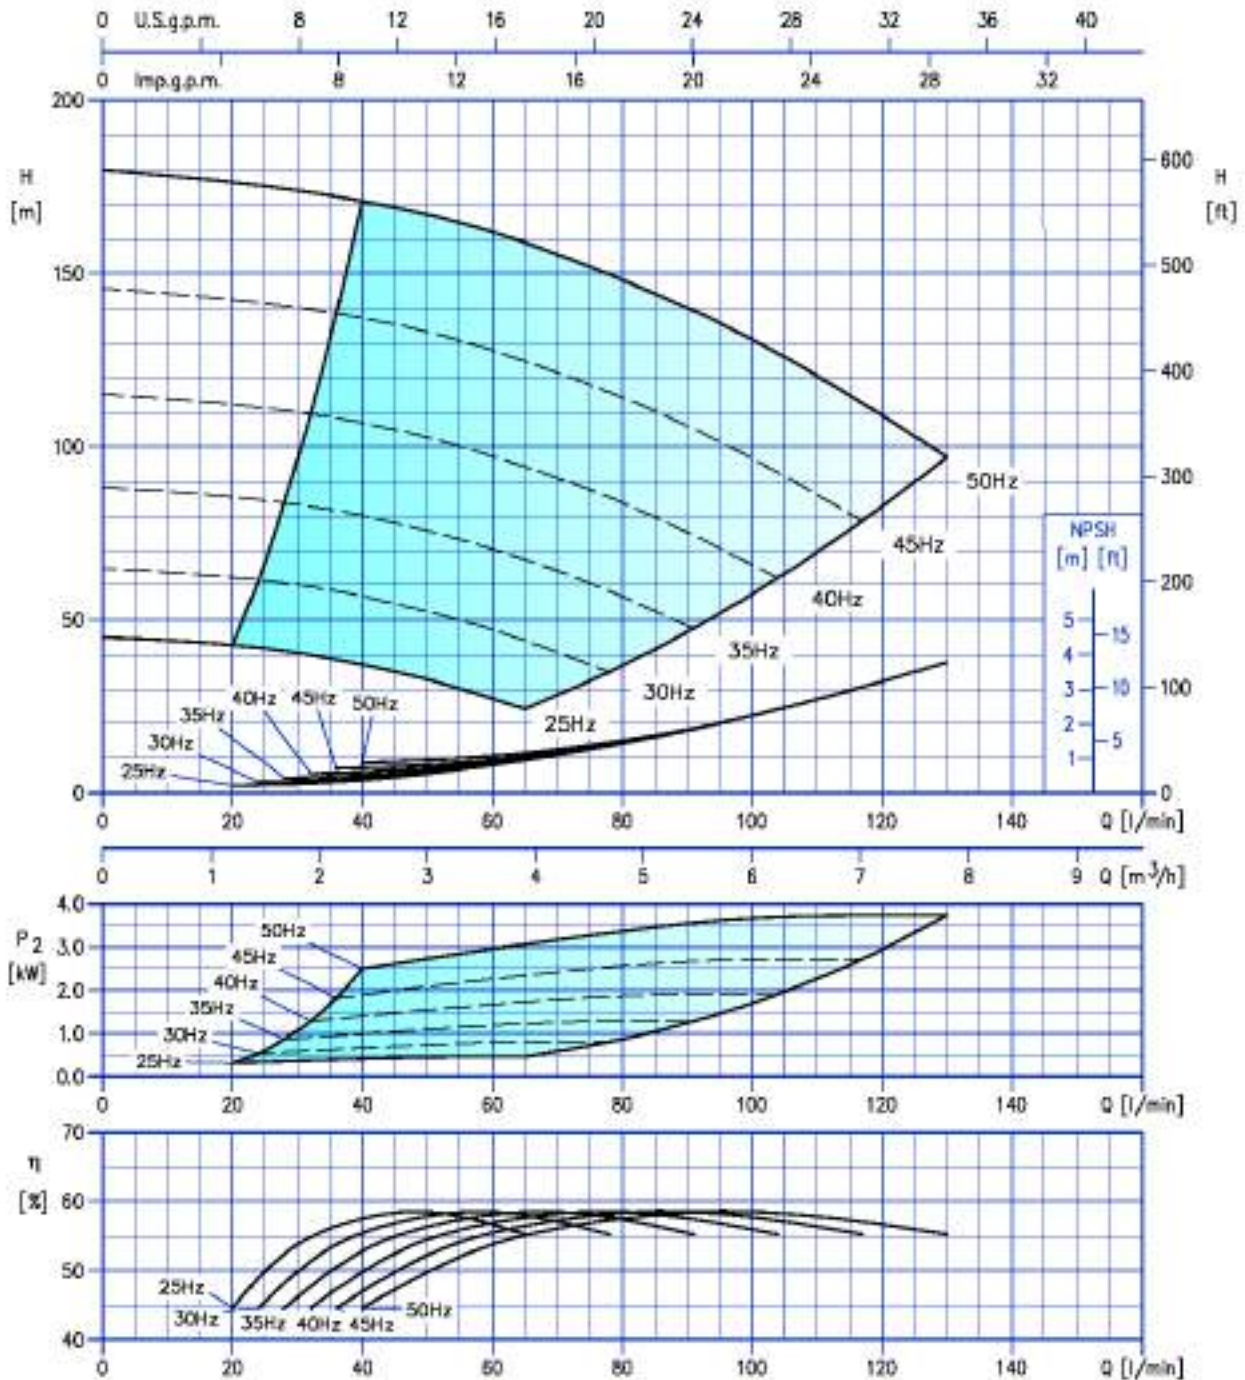 0 U.S.g.p.m. 8 12 16 20 24 28 32 36 40
0 Imp.g.p.m. 8 12 16 20 24 28 32
200
H
[m]
600
H
[ft]
500
150
400
100
300
50Hz
45Hz
NPSH
[m] [ft]
200
40Hz
50
5
15
35Hz
4
30Hz
3
10
100
40Hz 45Hz 50Hz
35Hz
25Hz
2
30Hz
5
1
25Hz
0
0
0 20 40 60 80 100 120 140 Q [l/min]
0 1 2 3 4 5 6 7 8 9 Q [m³/h]
4.0
P2
[kW]
50Hz
3.0
45Hz
40Hz
2.0
35Hz
1.0
30Hz
25Hz
0.0
0 20 40 60 80 100 120 140 Q [l/min]
70
η
[%]
60
50
25Hz
30Hz 35Hz 40Hz 45Hz 50Hz
40
0 20 40 60 80 100 120 140 Q [l/min]